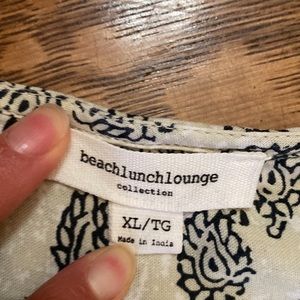 beachlunchlounge
collection
XL/TG
Made in India